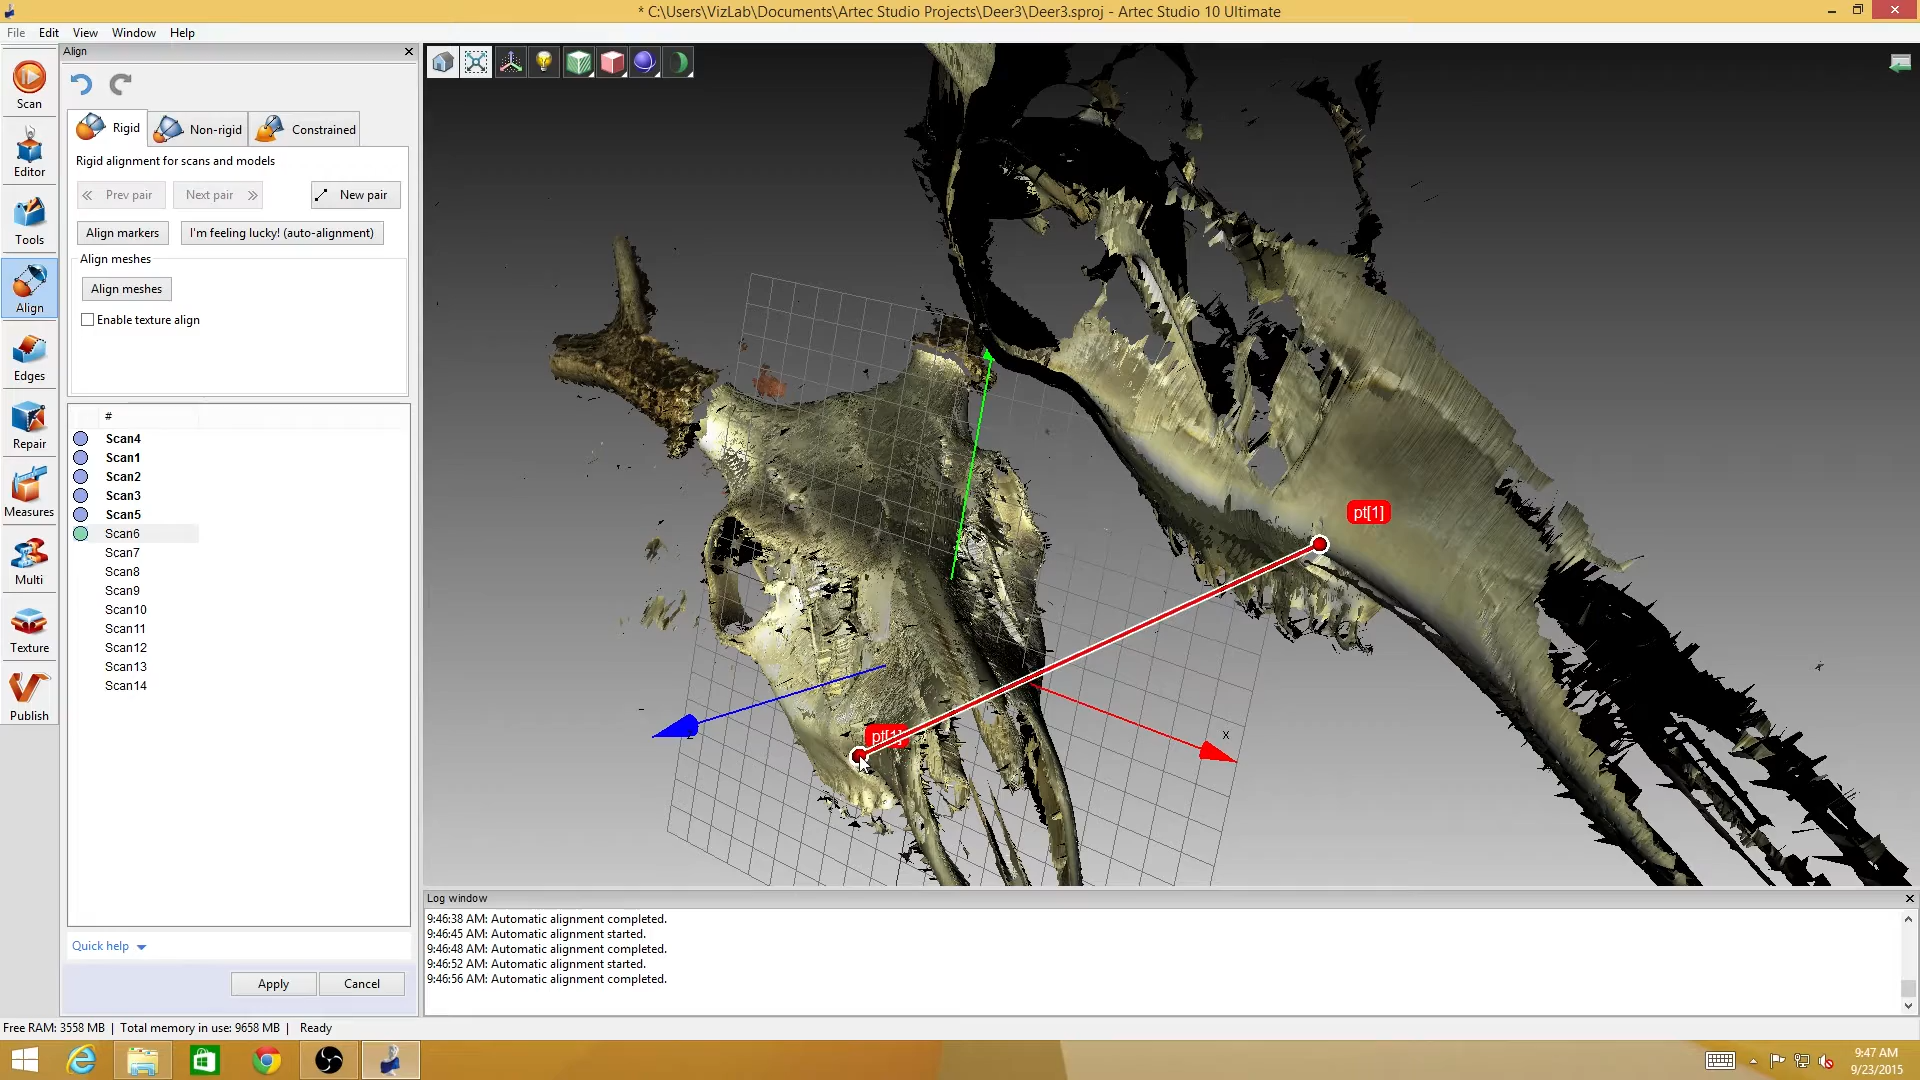 * C:\Users\VizLab\Documents\Artec Studio Projects\Deer3\Deer3.sproj - Artec Studio 10 Ultimate
File Edit View Window Help
Align
Scan
Editor
Tools
Align
Edges
Repair
Measures
Multi
Texture
Publish
Rigid Non-rigid Constrained
Rigid alignment for scans and models
Prev pair Next pair New pair
Align markers I'm feeling lucky! (auto-alignment)
Align meshes
Align meshes
Enable texture align
#
Scan4
Scan1
Scan2
Scan3
Scan5
Scan6
Scan7
Scan8
Scan9
Scan10
Scan11
Scan12
Scan13
Scan14
Quick help
Apply Cancel
pt[1]
pt[1]
x
Log window
9:46:38 AM: Automatic alignment completed.
9:46:45 AM: Automatic alignment started.
9:46:48 AM: Automatic alignment completed.
9:46:52 AM: Automatic alignment started.
9:46:56 AM: Automatic alignment completed.
Free RAM: 3558 MB | Total memory in use: 9658 MB | Ready
9:47 AM
9/23/2015